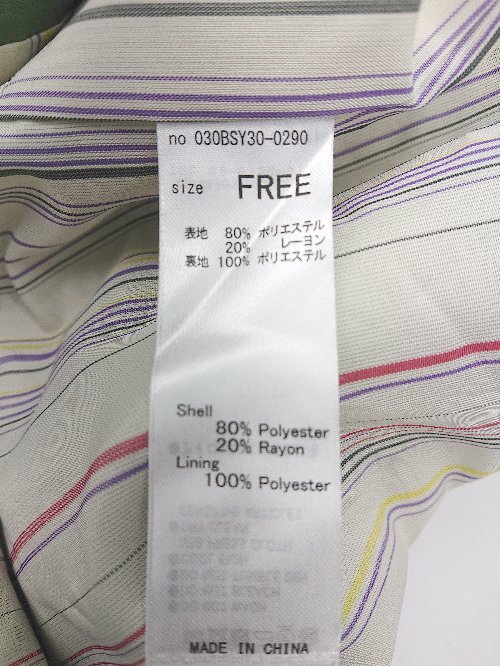 no 030BSY30-0290
size FREE
表地 80% ポリエステル
20% レーヨン
裏地 100% ポリエステル
Shell
80% Polyester
20% Rayon
Lining
100% Polyester
MADE IN CHINA